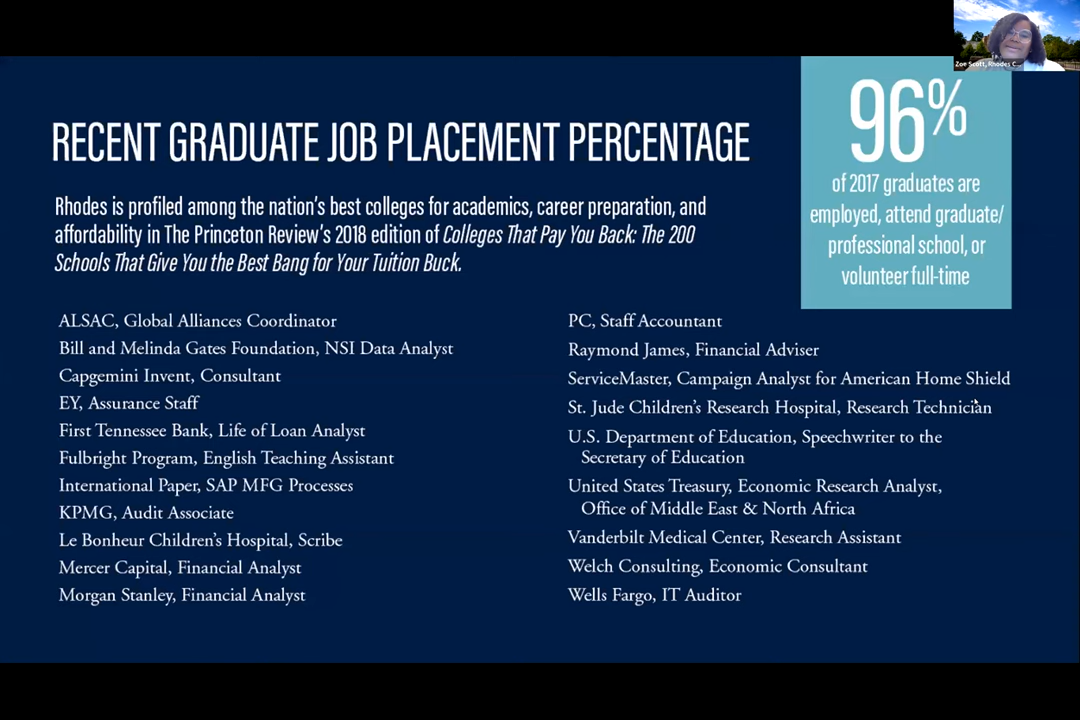 Zoe Scott, Rhodes C...
96%
of 2017 graduates are
employed, attend graduate/
professional school, or
volunteer full-time
RECENT GRADUATE JOB PLACEMENT PERCENTAGE
Rhodes is profiled among the nation's best colleges for academics, career preparation, and
affordability in The Princeton Review's 2018 edition of Colleges That Pay You Back: The 200
Schools That Give You the Best Bang for Your Tuition Buck.
ALSAC, Global Alliances Coordinator
Bill and Melinda Gates Foundation, NSI Data Analyst
Capgemini Invent, Consultant
EY, Assurance Staff
First Tennessee Bank, Life of Loan Analyst
Fulbright Program, English Teaching Assistant
International Paper, SAP MFG Processes
KPMG, Audit Associate
Le Bonheur Children's Hospital, Scribe
Mercer Capital, Financial Analyst
Morgan Stanley, Financial Analyst
PC, Staff Accountant
Raymond James, Financial Adviser
ServiceMaster, Campaign Analyst for American Home Shield
St. Jude Children's Research Hospital, Research Technician
U.S. Department of Education, Speechwriter to the
Secretary of Education
United States Treasury, Economic Research Analyst,
Office of Middle East & North Africa
Vanderbilt Medical Center, Research Assistant
Welch Consulting, Economic Consultant
Wells Fargo, IT Auditor